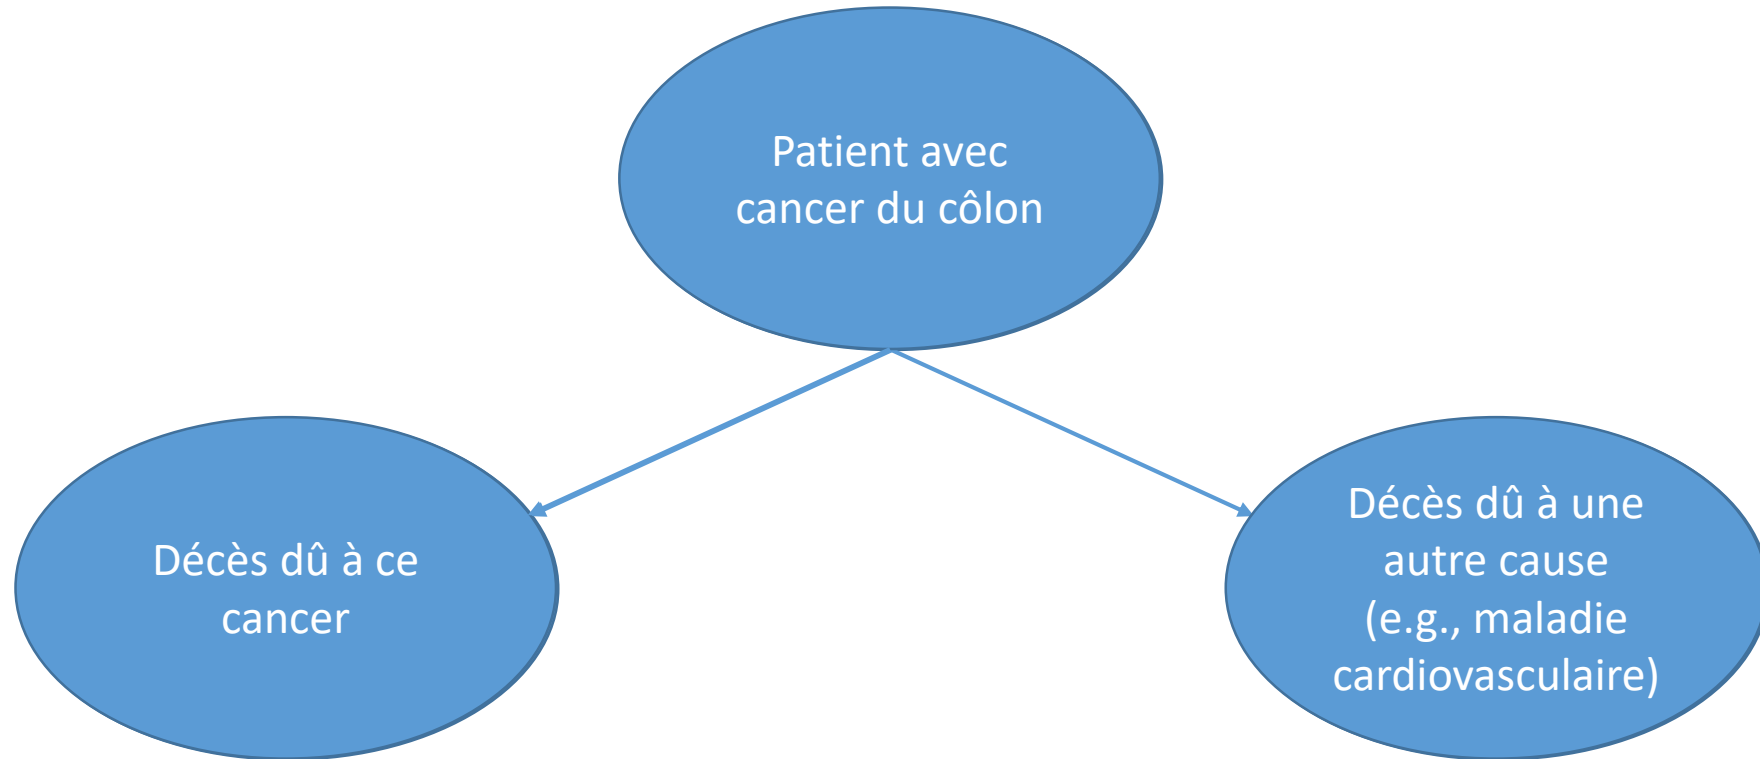 Patient avec
cancer du côlon
Décès dû à ce
cancer
Décès dû à une
autre cause
(e.g., maladie
cardiovasculaire)